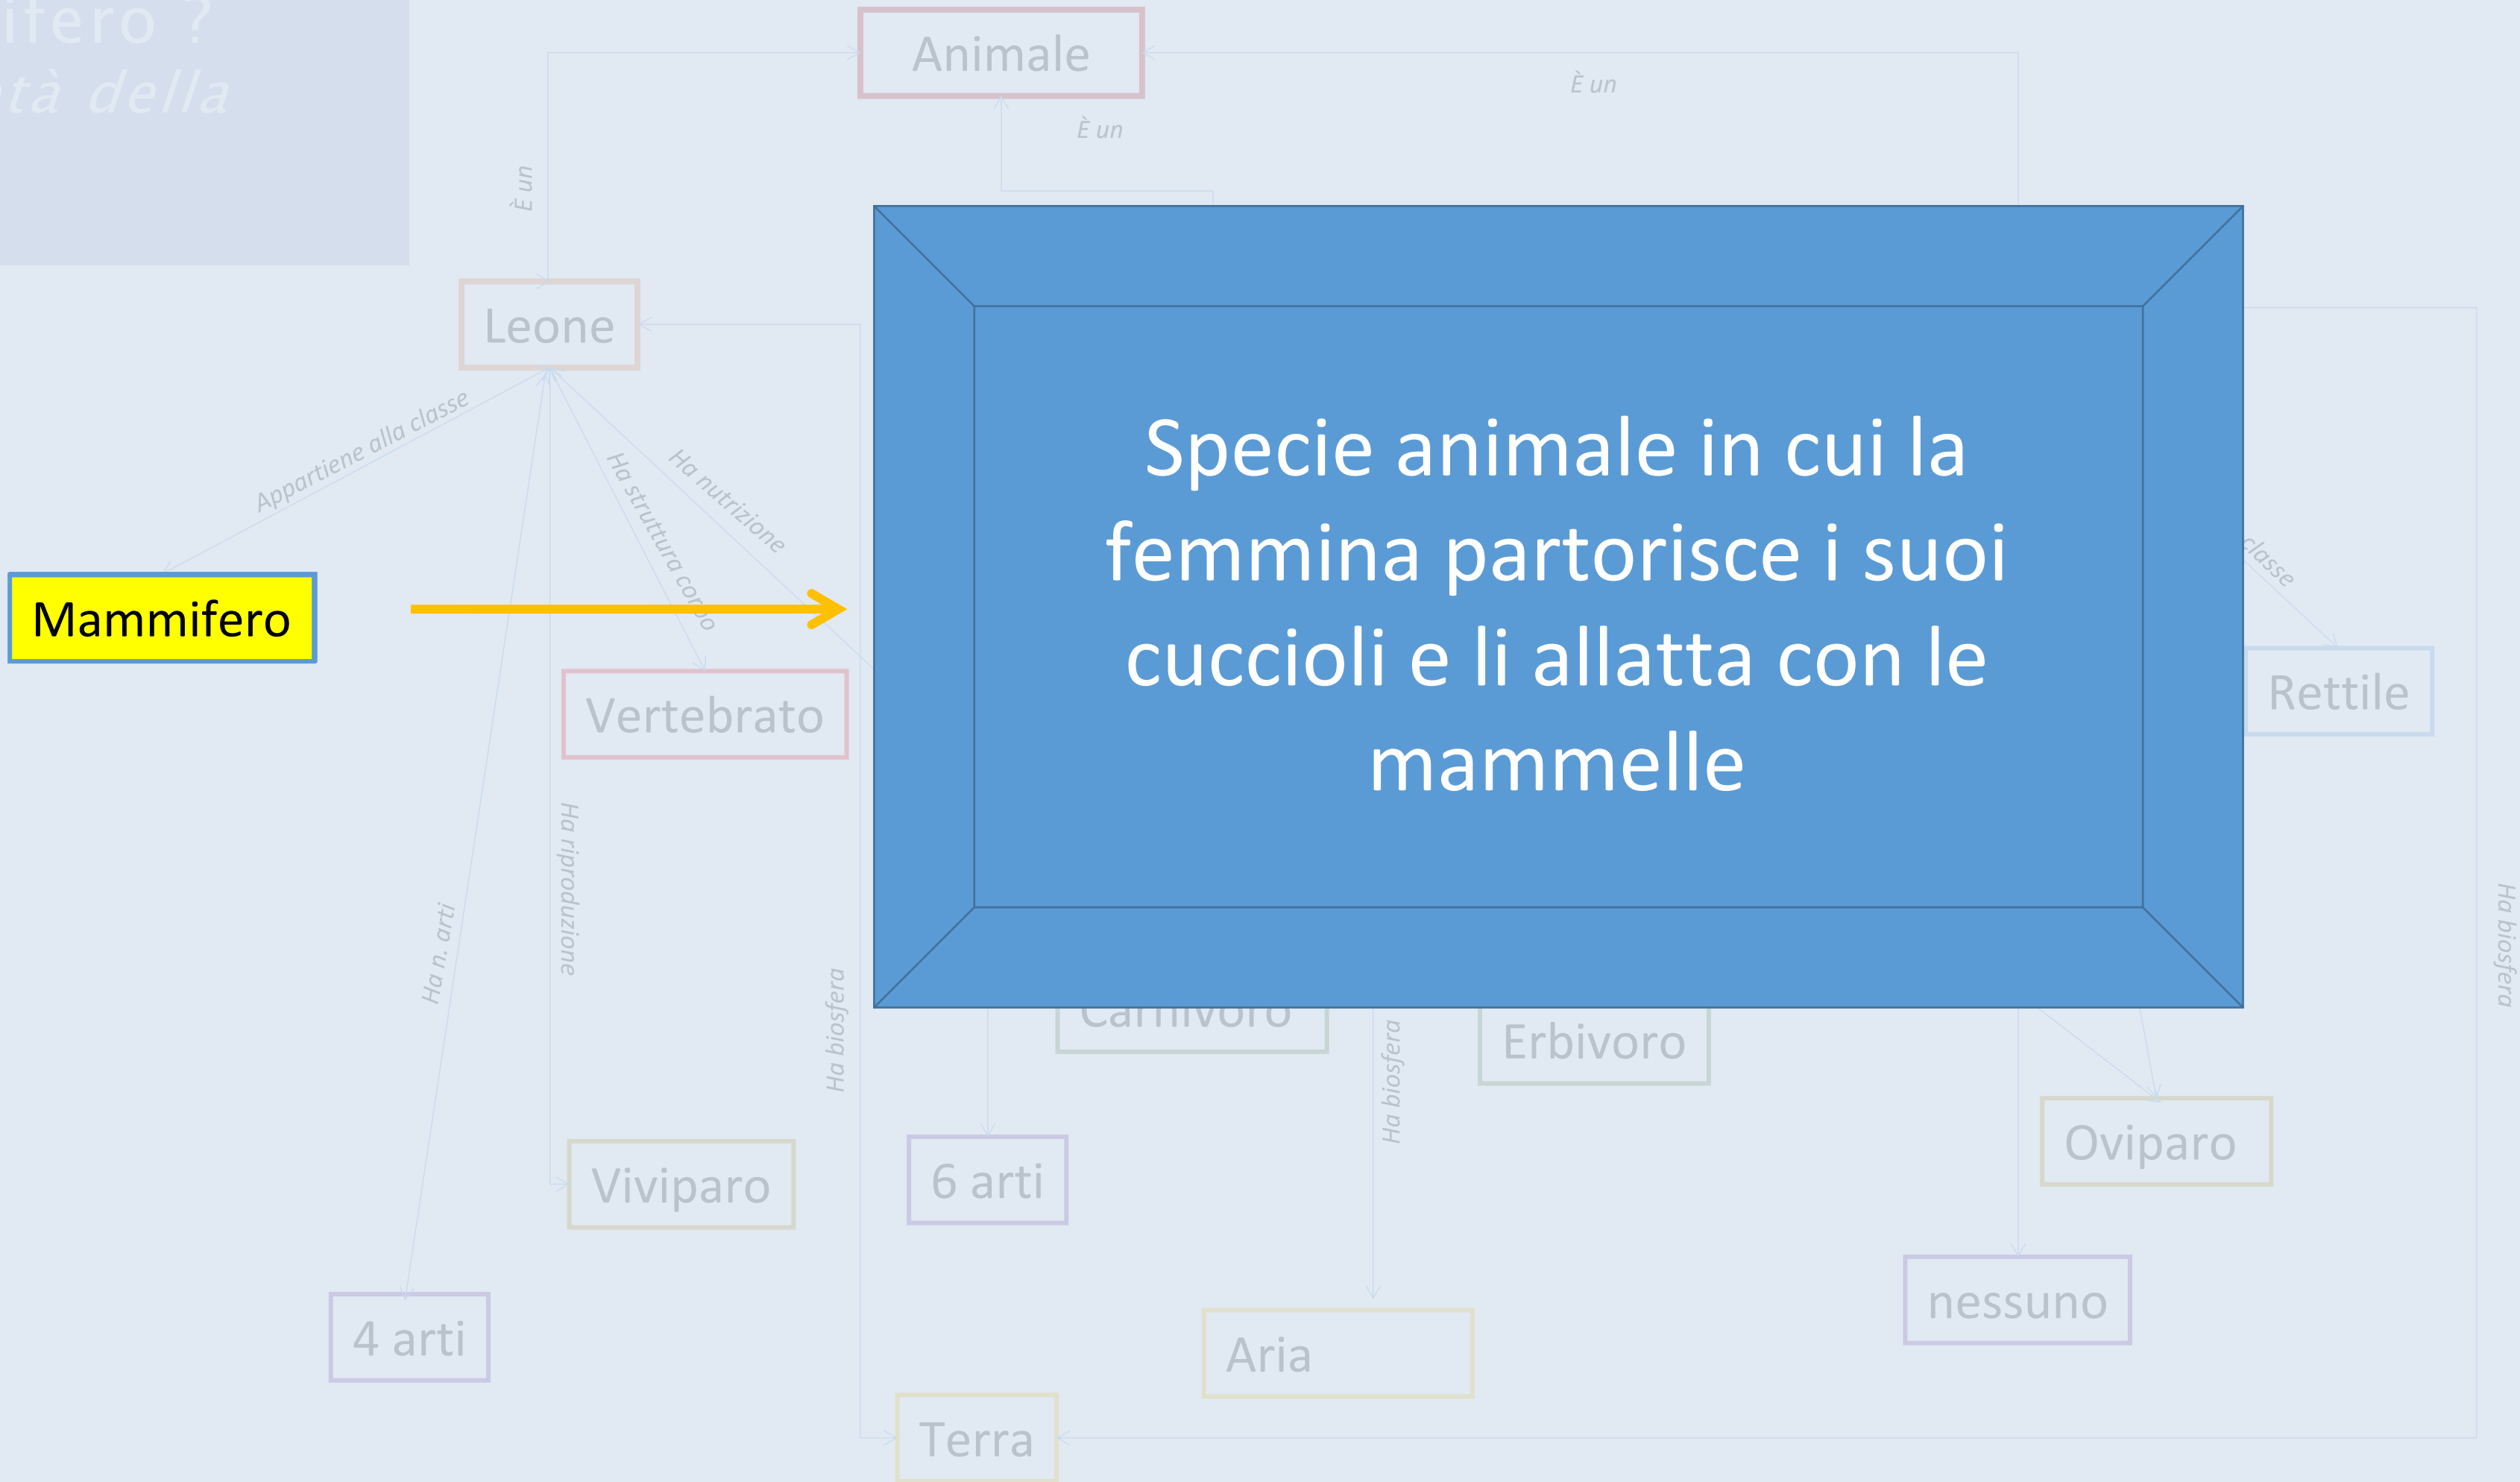 ifero ?
tà della
Animale
È un
È un
È un
Leone
Appartiene alla classe
Ha struttura corpo
Ha nutrizione
Specie animale in cui la
femmina partorisce i suoi
cuccioli e li allatta con le
mammelle
classe
Mammifero
Vertebrato
Rettile
Ha riproduzione
Ha n. arti
Ha biosfera
Ha biosfera
Ha biosfera
Carnivoro
Erbivoro
Oviparo
Viviparo
6 arti
nessuno
4 arti
Aria
Terra